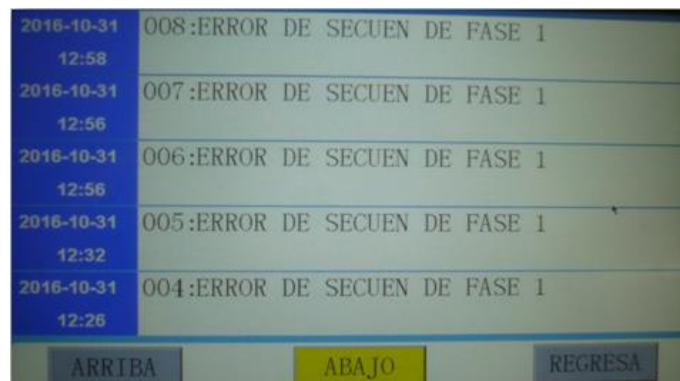 2016-10-31 008:ERROR DE SECUEN DE FASE 1
12:58
2016-10-31 007:ERROR DE SECUEN DE FASE 1
12:56
2016-10-31 006:ERROR DE SECUEN DE FASE 1
12:56
2016-10-31 005:ERROR DE SECUEN DE FASE 1
12:32
2016-10-31 004:ERROR DE SECUEN DE FASE 1
12:26
ARRIBA ABAJO REGRESA